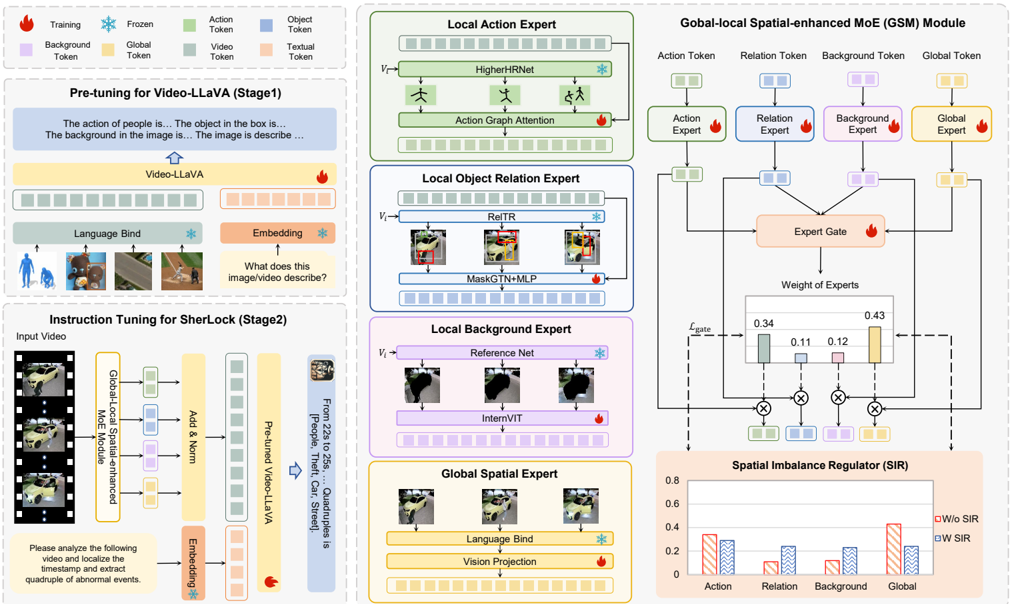 Training
Frozen
Action Token
Object Token
Background Token
Global Token
Video Token
Textual Token
Pre-tuning for Video-LLaVA (Stage1)
The action of people is… The object in the box is…
The background in the image is… The image is describe …
Video-LLaVA
Language Bind
Embedding
What does this
image/video describe?
Instruction Tuning for SherLock (Stage2)
Input Video
Global-Local Spatial-enhanced
MoE Module
Add & Norm
Pre-tuned Video-LLaVA
From 22s to 25s, … Quadruples is
[People, Theft, Car, Street].
Please analyze the following
video and localize the
timestamp and extract
quadruple of abnormal events.
Embedding
Local Action Expert
Vi
HigherHRNet
Action Graph Attention
Local Object Relation Expert
Vi
RelTR
MaskGTN+MLP
Local Background Expert
Vi
Reference Net
InternVIT
Global Spatial Expert
Language Bind
Vision Projection
Gobal-local Spatial-enhanced MoE (GSM) Module
Action Token
Relation Token
Background Token
Global Token
Action
Expert
Relation
Expert
Background
Expert
Global
Expert
Expert Gate
Weight of Experts
ℒgate
0.34
0.11
0.12
0.43
Spatial Imbalance Regulator (SIR)
0.8
0.6
0.4
0.2
0
W/o SIR
W SIR
Action
Relation
Background
Global